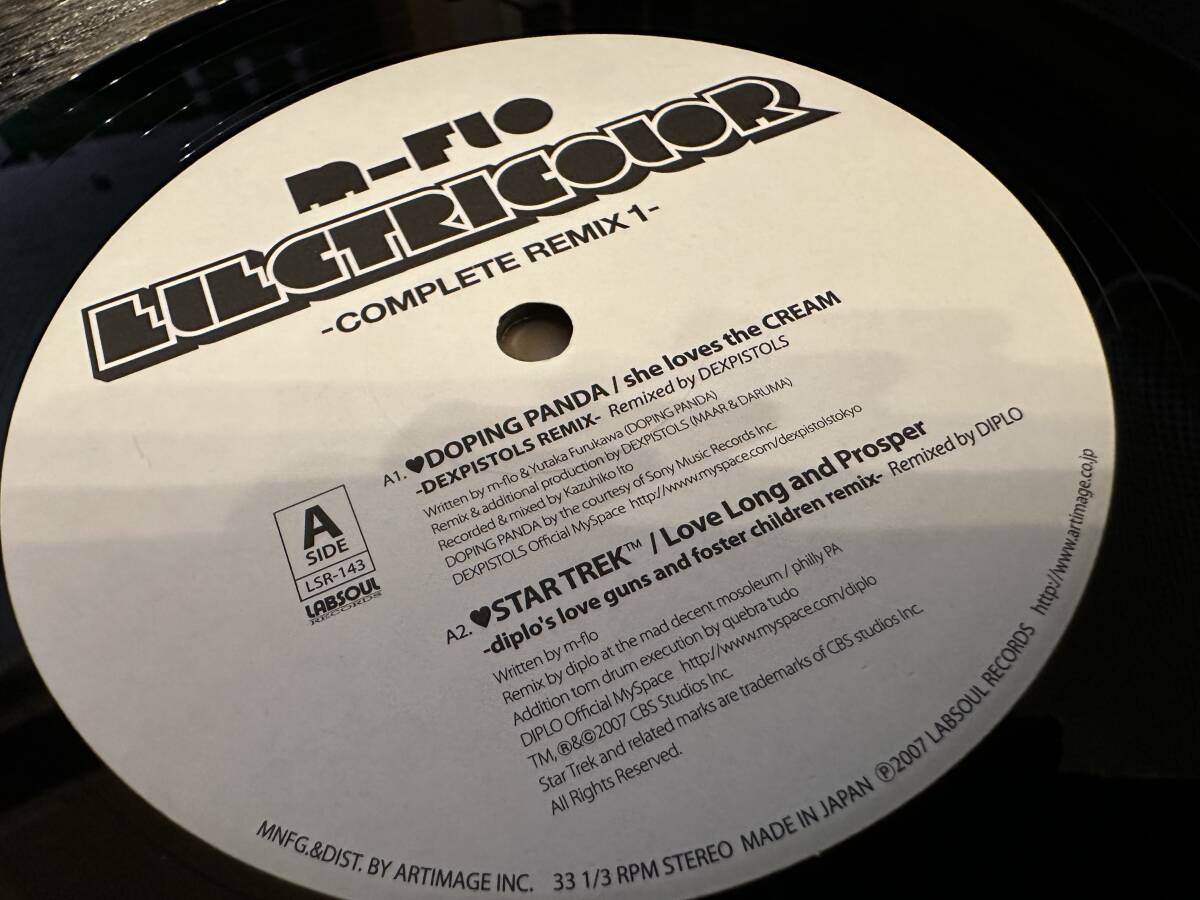 m-flo
ELECTRICOLOR
-COMPLETE REMIX 1-
A1. ♥DOPING PANDA / she loves the CREAM
-DEXPISTOLS REMIX- Remixed by DEXPISTOLS
Written by m-flo & Yutaka Furukawa (DOPING PANDA)
Remix & additional production by DEXPISTOLS (MAAR & DARUMA)
Recorded & mixed by Kazuhiko Ito
DOPING PANDA by the courtesy of Sony Music Records Inc.
DEXPISTOLS Official MySpace http://www.myspace.com/dexpistolstokyo
A2. ♥STAR TREK™ / Love Long and Prosper
-diplo's love guns and foster children remix- Remixed by DIPLO
Written by m-flo
Remix by diplo at the mad decent mosoleum / philly PA
Addition tom drum execution by quebra tudo
DIPLO Official MySpace http://www.myspace.com/diplo
TM, ®&©2007 CBS Studios Inc.
Star Trek and related marks are trademarks of CBS studios Inc.
All Rights Reserved.
A
SIDE
LSR-143
LABSOUL
RECORDS
MNFG.&DIST. BY ARTIMAGE INC. 33 1/3 RPM STEREO MADE IN JAPAN ℗2007 LABSOUL RECORDS http://www.artimage.co.jp